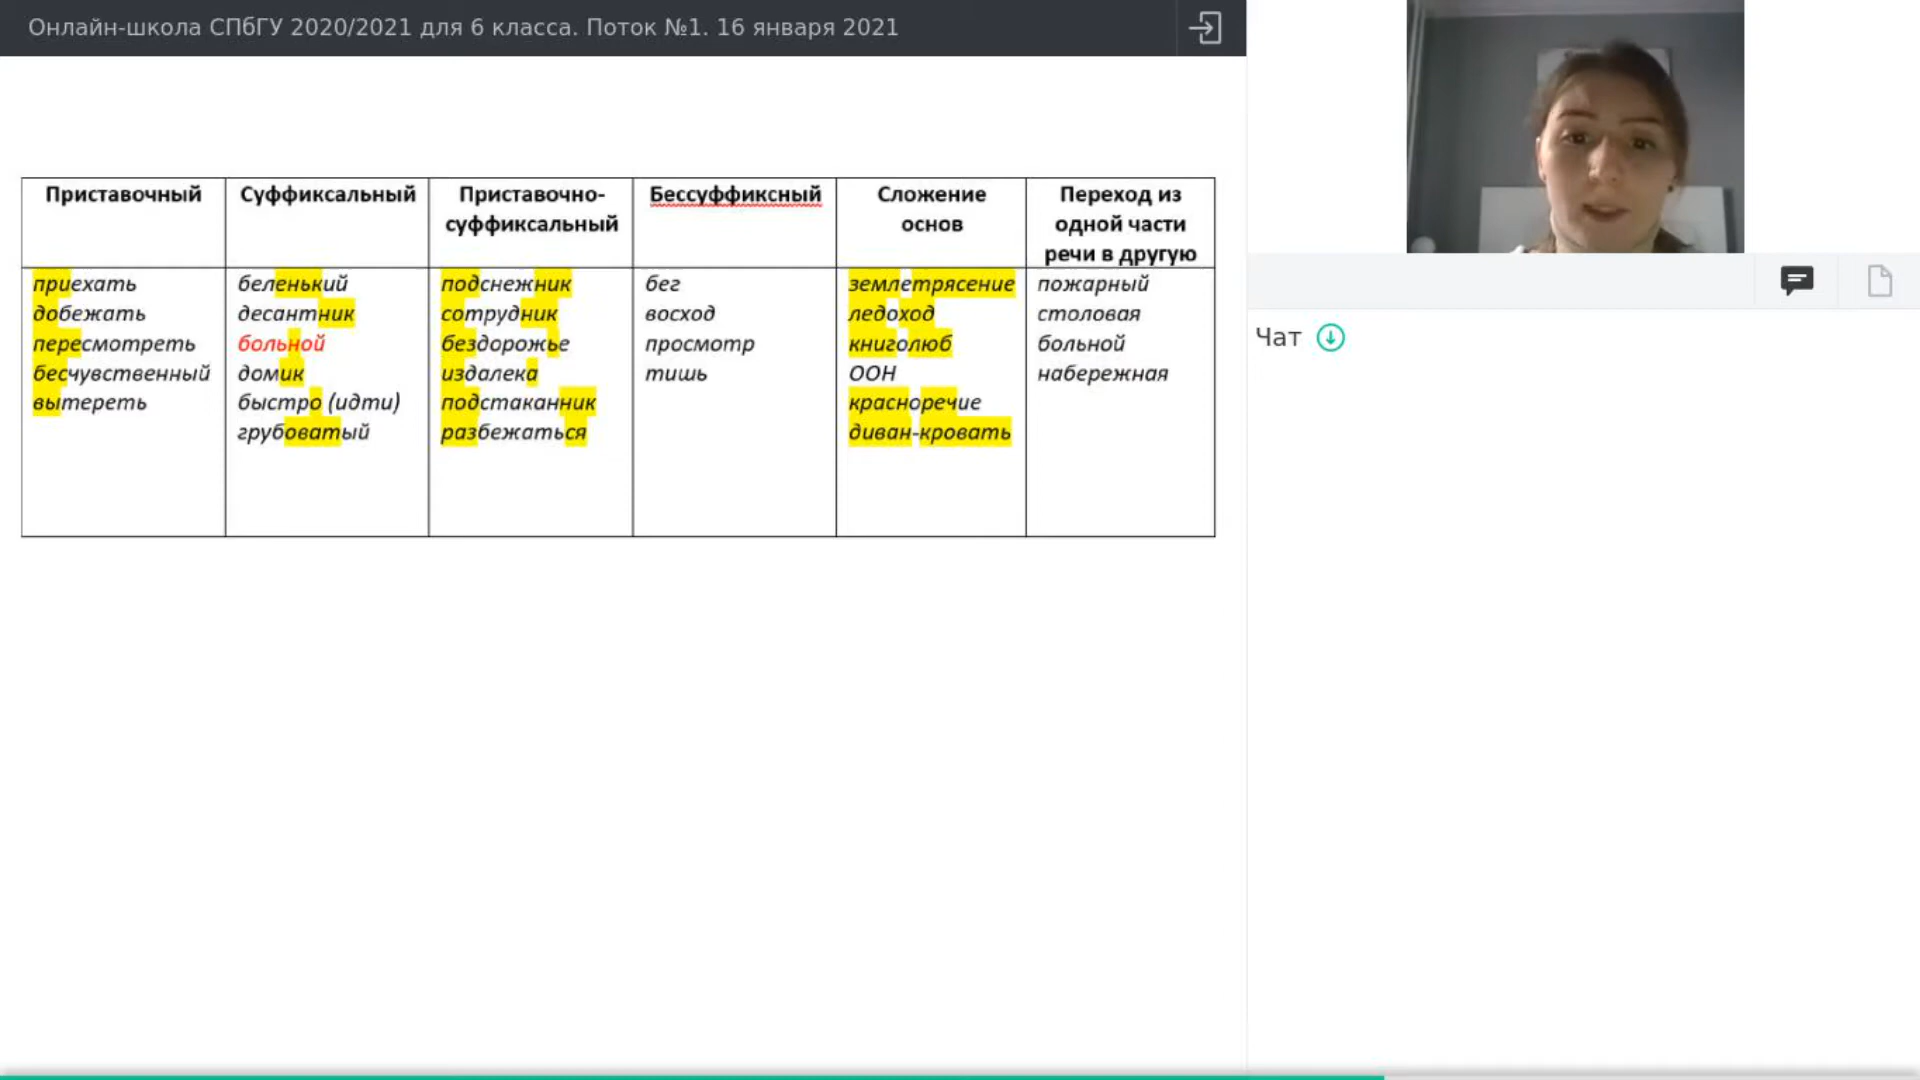 Онлайн-школа СПбГУ 2020/2021 для 6 класса. Поток №1. 16 января 2021
Приставочный
Суффиксальный
Приставочно-
суффиксальный
Бессуффиксный
Сложение
основ
Переход из
одной части
речи в другую
приехать
добежать
пересмотреть
бесчувственный
вытереть
беленький
десантник
больной
домик
быстро (идти)
грубоватый
подснежник
сотрудник
бездорожье
издалека
подстаканник
разбежаться
бег
восход
просмотр
тишь
землетрясение
ледоход
книголюб
ООН
красноречие
диван-кровать
пожарный
столовая
больной
набережная
Чат